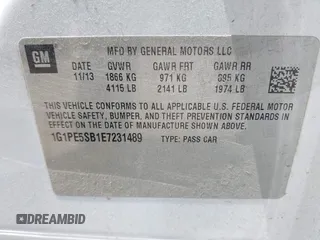 GM
MFD BY GENERAL MOTORS LLC
DATE GVWR GAWR FRT GAWR RR
11/13 1866 KG 971 KG 895 KG
4115 LB 2141 LB 1974 LB
THIS VEHICLE CONFORMS TO ALL APPLICABLE U.S. FEDERAL MOTOR
VEHICLE SAFETY, BUMPER, AND THEFT PREVENTION STANDARDS
IN EFFECT ON THE DATE OF MANUFACTURE SHOWN ABOVE.
1G1PE5SB1E7231489 TYPE: PASS CAR
DREAMBID